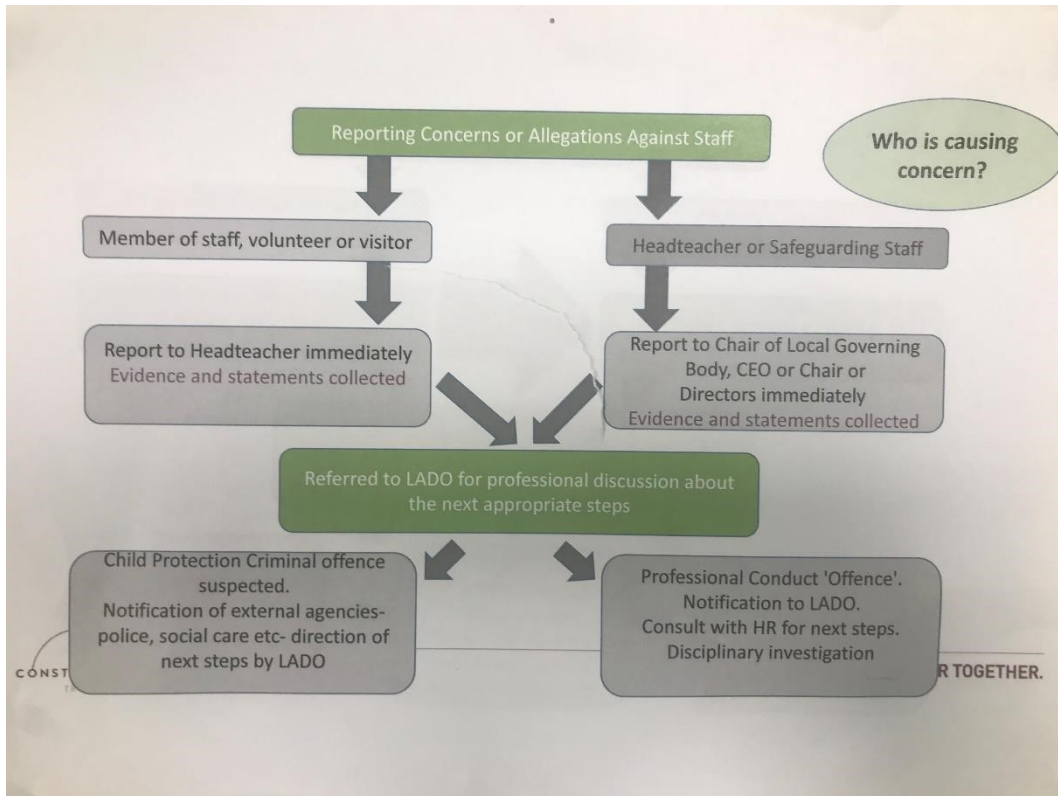 Reporting Concerns or Allegations Against Staff
Who is causing
concern?
Member of staff, volunteer or visitor
Headteacher or Safeguarding Staff
Report to Headteacher immediately
Evidence and statements collected
Report to Chair of Local Governing
Body, CEO or Chair or
Directors immediately
Evidence and statements collected
Referred to LADO for professional discussion about
the next appropriate steps
Child Protection Criminal offence
suspected.
Notification of external agencies-
police, social care etc- direction of
next steps by LADO
Professional Conduct 'Offence'.
Notification to LADO.
Consult with HR for next steps.
Disciplinary investigation
CONST
R TOGETHER.